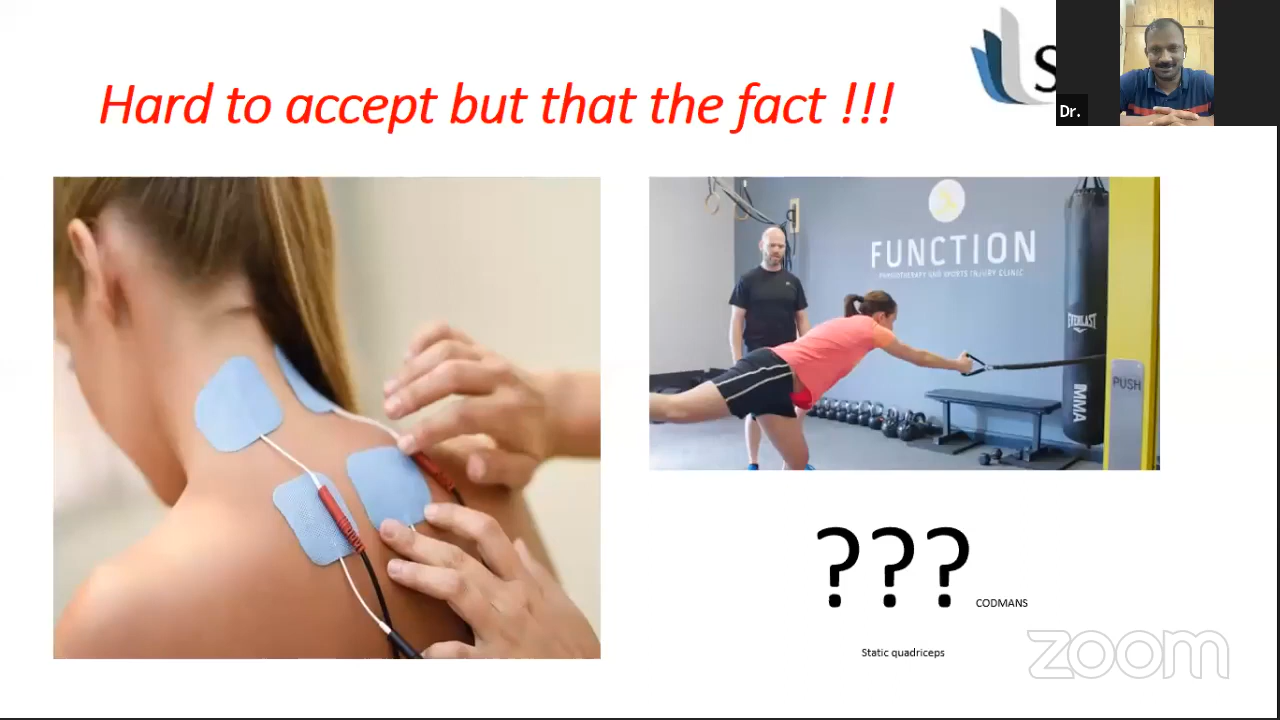 Hard to accept but that the fact !!!
S
Dr.
FUNCTION
PHYSIOTHERAPY AND SPORTS INJURY CLINIC
EVERLAST
MMA
PUSH
???
CODMANS
Static quadriceps
zoom